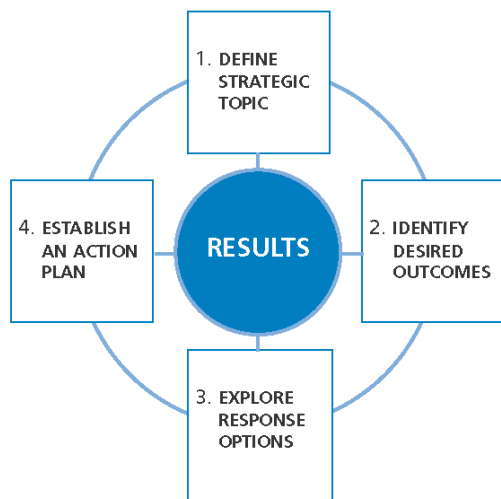 1. DEFINE
STRATEGIC
TOPIC
RESULTS
2. IDENTIFY
DESIRED
OUTCOMES
3. EXPLORE
RESPONSE
OPTIONS
4. ESTABLISH
AN ACTION
PLAN